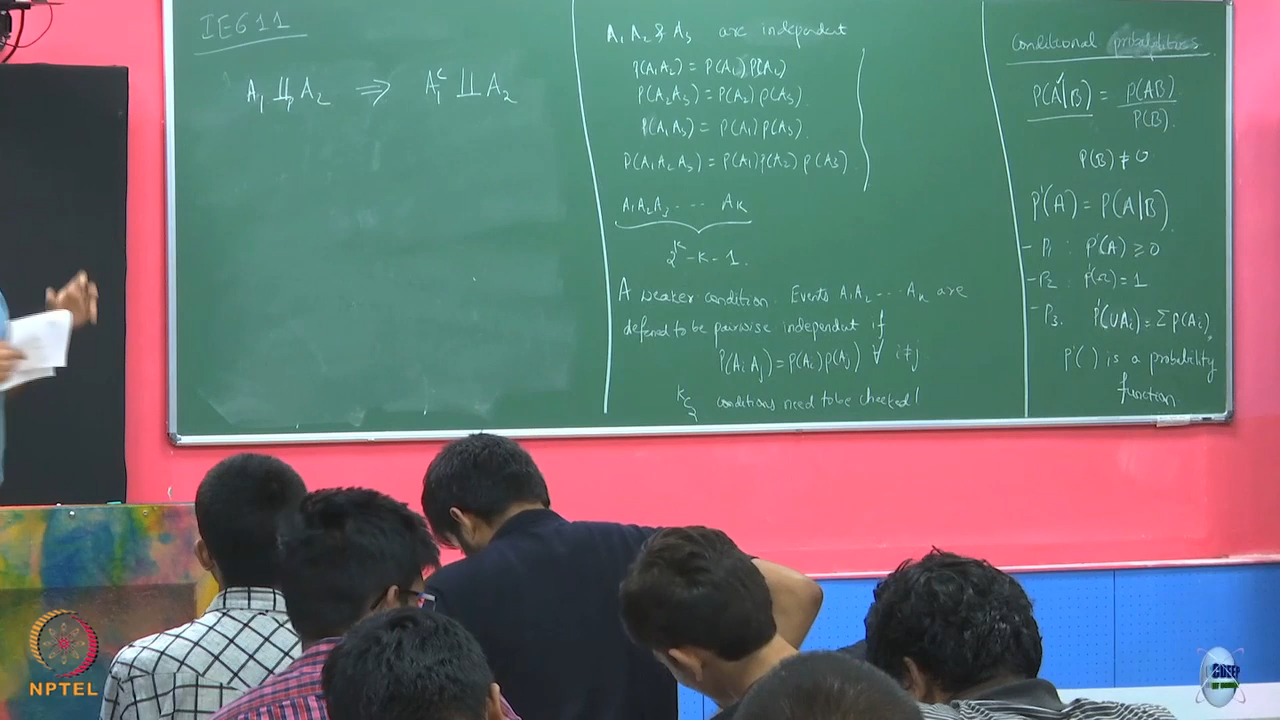 IE611
A₁ ⫫ A₂ ⇒ A₁ᶜ ⫫ A₂
A₁ A₂ & A₃ are independent
P(A₁A₂) = P(A₁) P(A₂)
P(A₂A₃) = P(A₂) P(A₃).
P(A₁A₃) = P(A₁) P(A₃).
P(A₁A₂A₃) = P(A₁) P(A₂) P(A₃)
A₁A₂A₃ ... Aₖ
2ᵏ-k-1.
A weaker condition. Events A₁A₂ ... Aₖ are
defined to be pairwise independent if
P(Aᵢ Aⱼ) = P(Aᵢ) P(Aⱼ) ∀ i≠j
ᵏC₂ conditions need to be checked!
Conditional probabilities
P(A|B) = P(AB)
P(B).
P(B) ≠ 0
P'(A) = P(A|B)
- P₁ : P'(A) ≥ 0
- P₂ : P'(Ω) = 1
- P₃. P'(∪Aᵢ) = Σ P(Aᵢ),
P'( ) is a probability
function
NPTEL
CDEEP